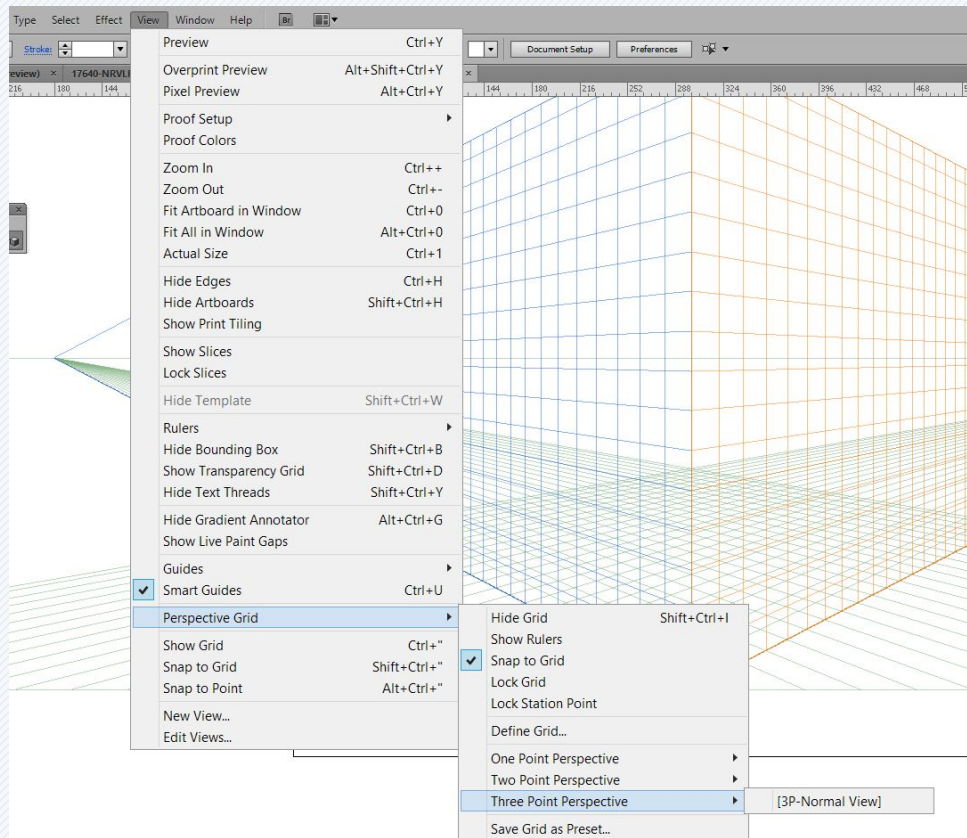 Type Select Effect View Window Help Br
Stroke: Document Setup Preferences
eview) × 17640-NRVLF ×
216 180 144 144 180 216 252 288 324 360 396 432 468
Preview Ctrl+Y
Overprint Preview Alt+Shift+Ctrl+Y
Pixel Preview Alt+Ctrl+Y
Proof Setup
Proof Colors
Zoom In Ctrl++
Zoom Out Ctrl+-
Fit Artboard in Window Ctrl+0
Fit All in Window Alt+Ctrl+0
Actual Size Ctrl+1
Hide Edges Ctrl+H
Hide Artboards Shift+Ctrl+H
Show Print Tiling
Show Slices
Lock Slices
Hide Template Shift+Ctrl+W
Rulers
Hide Bounding Box Shift+Ctrl+B
Show Transparency Grid Shift+Ctrl+D
Hide Text Threads Shift+Ctrl+Y
Hide Gradient Annotator Alt+Ctrl+G
Show Live Paint Gaps
Guides
Smart Guides Ctrl+U
Perspective Grid
Show Grid Ctrl+"
Snap to Grid Shift+Ctrl+"
Snap to Point Alt+Ctrl+"
New View...
Edit Views...
Hide Grid Shift+Ctrl+I
Show Rulers
Snap to Grid
Lock Grid
Lock Station Point
Define Grid...
One Point Perspective
Two Point Perspective
Three Point Perspective
[3P-Normal View]
Save Grid as Preset...